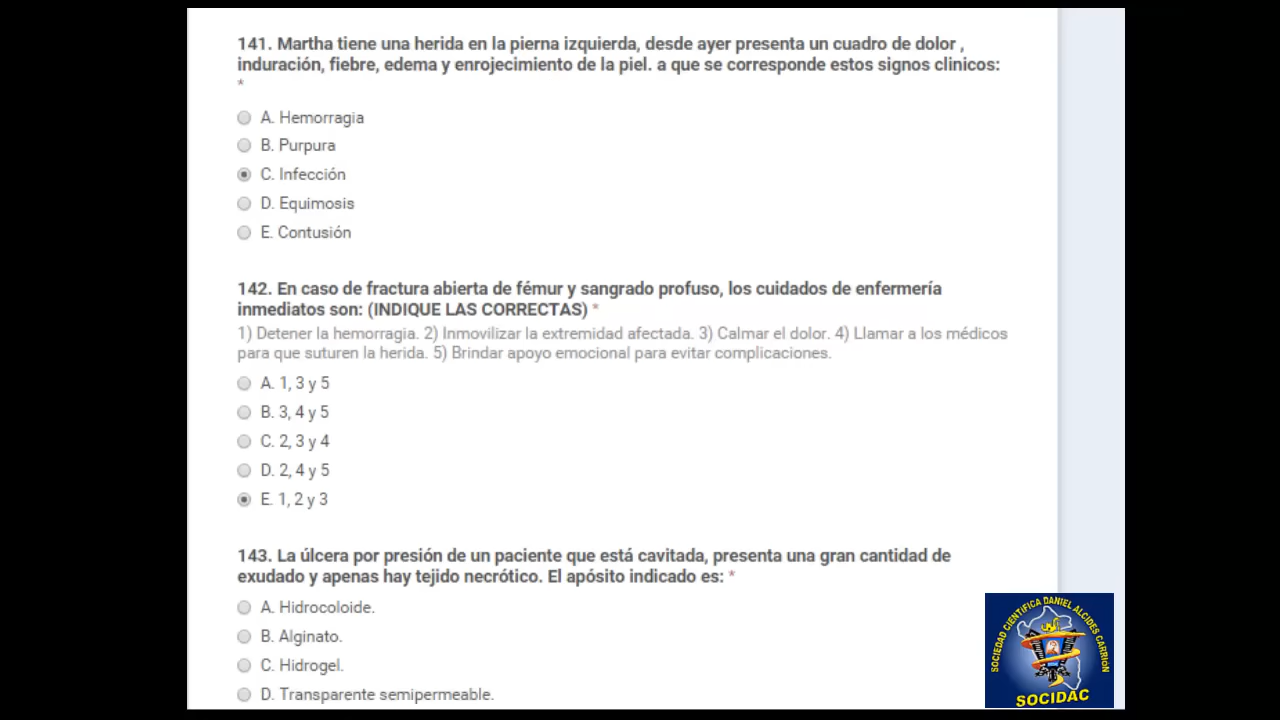 141. Martha tiene una herida en la pierna izquierda, desde ayer presenta un cuadro de dolor ,
induración, fiebre, edema y enrojecimiento de la piel. a que se corresponde estos signos clinicos:
*
A. Hemorragia
B. Purpura
C. Infección
D. Equimosis
E. Contusión
142. En caso de fractura abierta de fémur y sangrado profuso, los cuidados de enfermería
inmediatos son: (INDIQUE LAS CORRECTAS) *
1) Detener la hemorragia. 2) Inmovilizar la extremidad afectada. 3) Calmar el dolor. 4) Llamar a los médicos
para que suturen la herida. 5) Brindar apoyo emocional para evitar complicaciones.
A. 1, 3 y 5
B. 3, 4 y 5
C. 2, 3 y 4
D. 2, 4 y 5
E. 1, 2 y 3
143. La úlcera por presión de un paciente que está cavitada, presenta una gran cantidad de
exudado y apenas hay tejido necrótico. El apósito indicado es: *
A. Hidrocoloide.
B. Alginato.
C. Hidrogel.
D. Transparente semipermeable.
SOCIEDAD CIENTIFICA DANIEL ALCIDES CARRIÓN
SOCIDAC